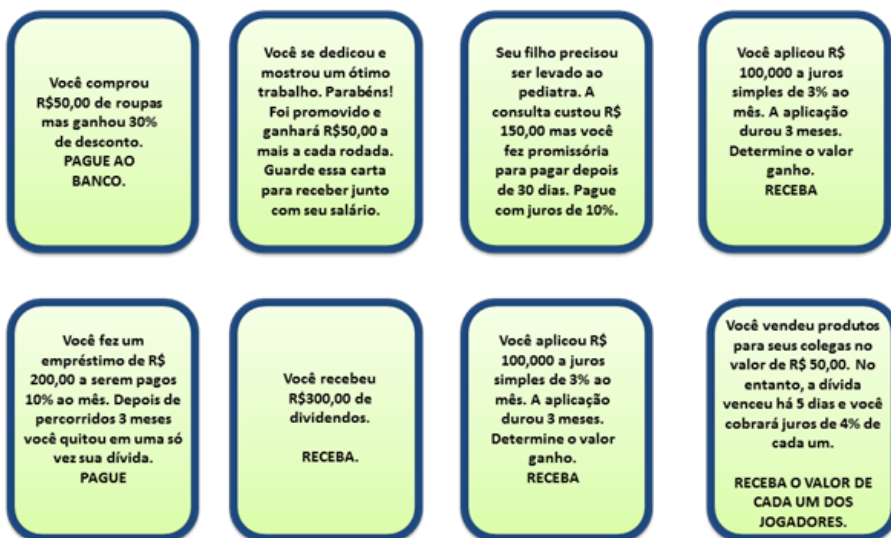 Você comprou
R$50,00 de roupas
mas ganhou 30%
de desconto.
PAGUE AO
BANCO.
Você se dedicou e
mostrou um ótimo
trabalho. Parabéns!
Foi promovido e
ganhará R$50,00 a
mais a cada rodada.
Guarde essa carta
para receber junto
com seu salário.
Seu filho precisou
ser levado ao
pediatra. A
consulta custou R$
150,00 mas você
fez promissória
para pagar depois
de 30 dias. Pague
com juros de 10%.
Você aplicou R$
100,000 a juros
simples de 3% ao
mês. A aplicação
durou 3 meses.
Determine o valor
ganho.
RECEBA
Você fez um
empréstimo de R$
200,00 a serem pagos
10% ao mês. Depois de
percorridos 3 meses
você quitou em uma só
vez sua dívida.
PAGUE
Você recebeu
R$300,00 de
dividendos.
RECEBA.
Você aplicou R$
100,000 a juros
simples de 3% ao
mês. A aplicação
durou 3 meses.
Determine o valor
ganho.
RECEBA
Você vendeu produtos
para seus colegas no
valor de R$ 50,00. No
entanto, a dívida
venceu há 5 dias e você
cobrará juros de 4% de
cada um.
RECEBA O VALOR DE
CADA UM DOS
JOGADORES.